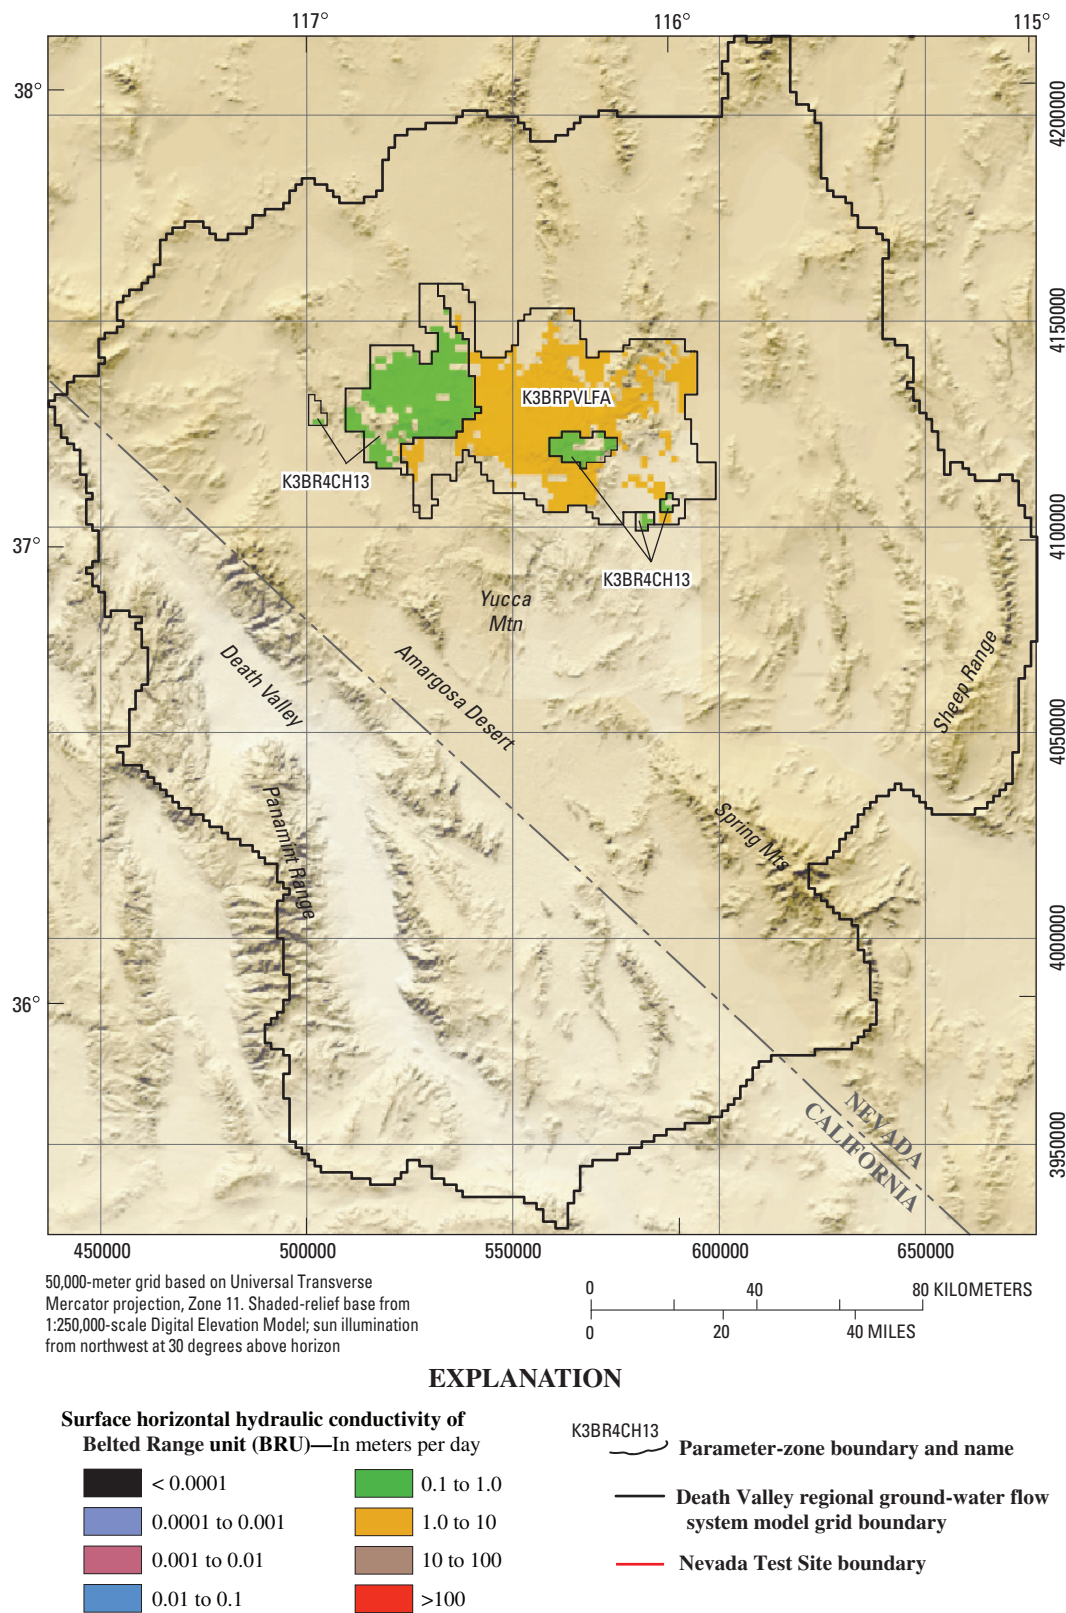 117°
116°
115°
38°
4200000
4150000
K3BRPVLFA
K3BR4CH13
37°
4100000
K3BR4CH13
Yucca
Mtn
Death Valley
Amargosa Desert
Sheep Range
4050000
Panamint Range
Spring Mts
4000000
36°
NEVADA
CALIFORNIA
3950000
450000
500000
550000
600000
650000
50,000-meter grid based on Universal Transverse
Mercator projection, Zone 11. Shaded-relief base from
1:250,000-scale Digital Elevation Model; sun illumination
from northwest at 30 degrees above horizon
0 40 80 KILOMETERS
0 20 40 MILES
EXPLANATION
Surface horizontal hydraulic conductivity of
Belted Range unit (BRU)—In meters per day
< 0.0001
0.0001 to 0.001
0.001 to 0.01
0.01 to 0.1
0.1 to 1.0
1.0 to 10
10 to 100
>100
K3BR4CH13
Parameter-zone boundary and name
Death Valley regional ground-water flow
system model grid boundary
Nevada Test Site boundary